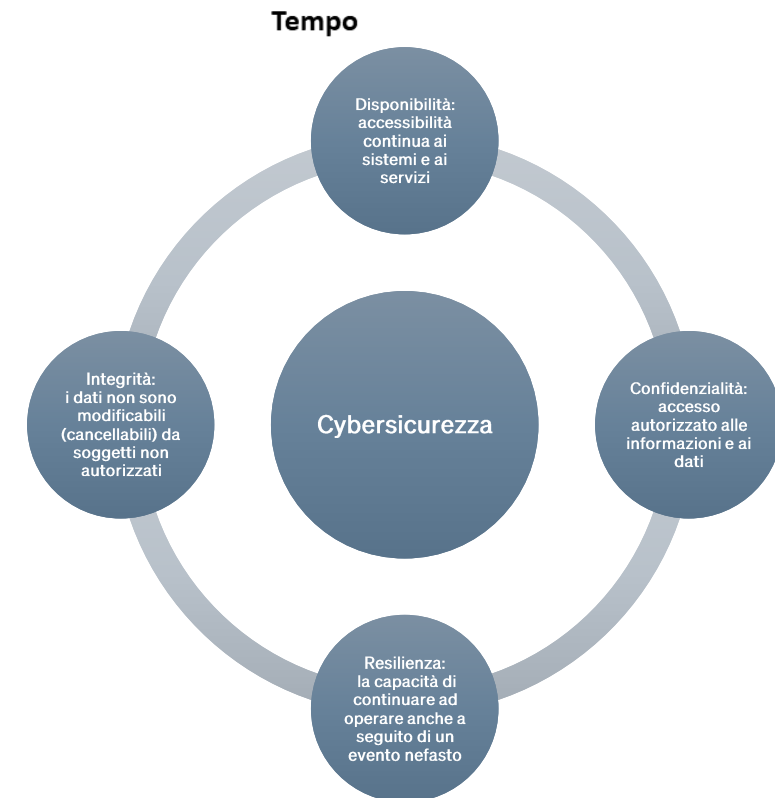 Tempo
Disponibilità:
accessibilità
continua ai
sistemi e ai
servizi
Integrità:
i dati non sono
modificabili
(cancellabili) da
soggetti non
autorizzati
Cybersicurezza
Confidenzialità:
accesso
autorizzato alle
informazioni e ai
dati
Resilienza:
la capacità di
continuare ad
operare anche a
seguito di un
evento nefasto